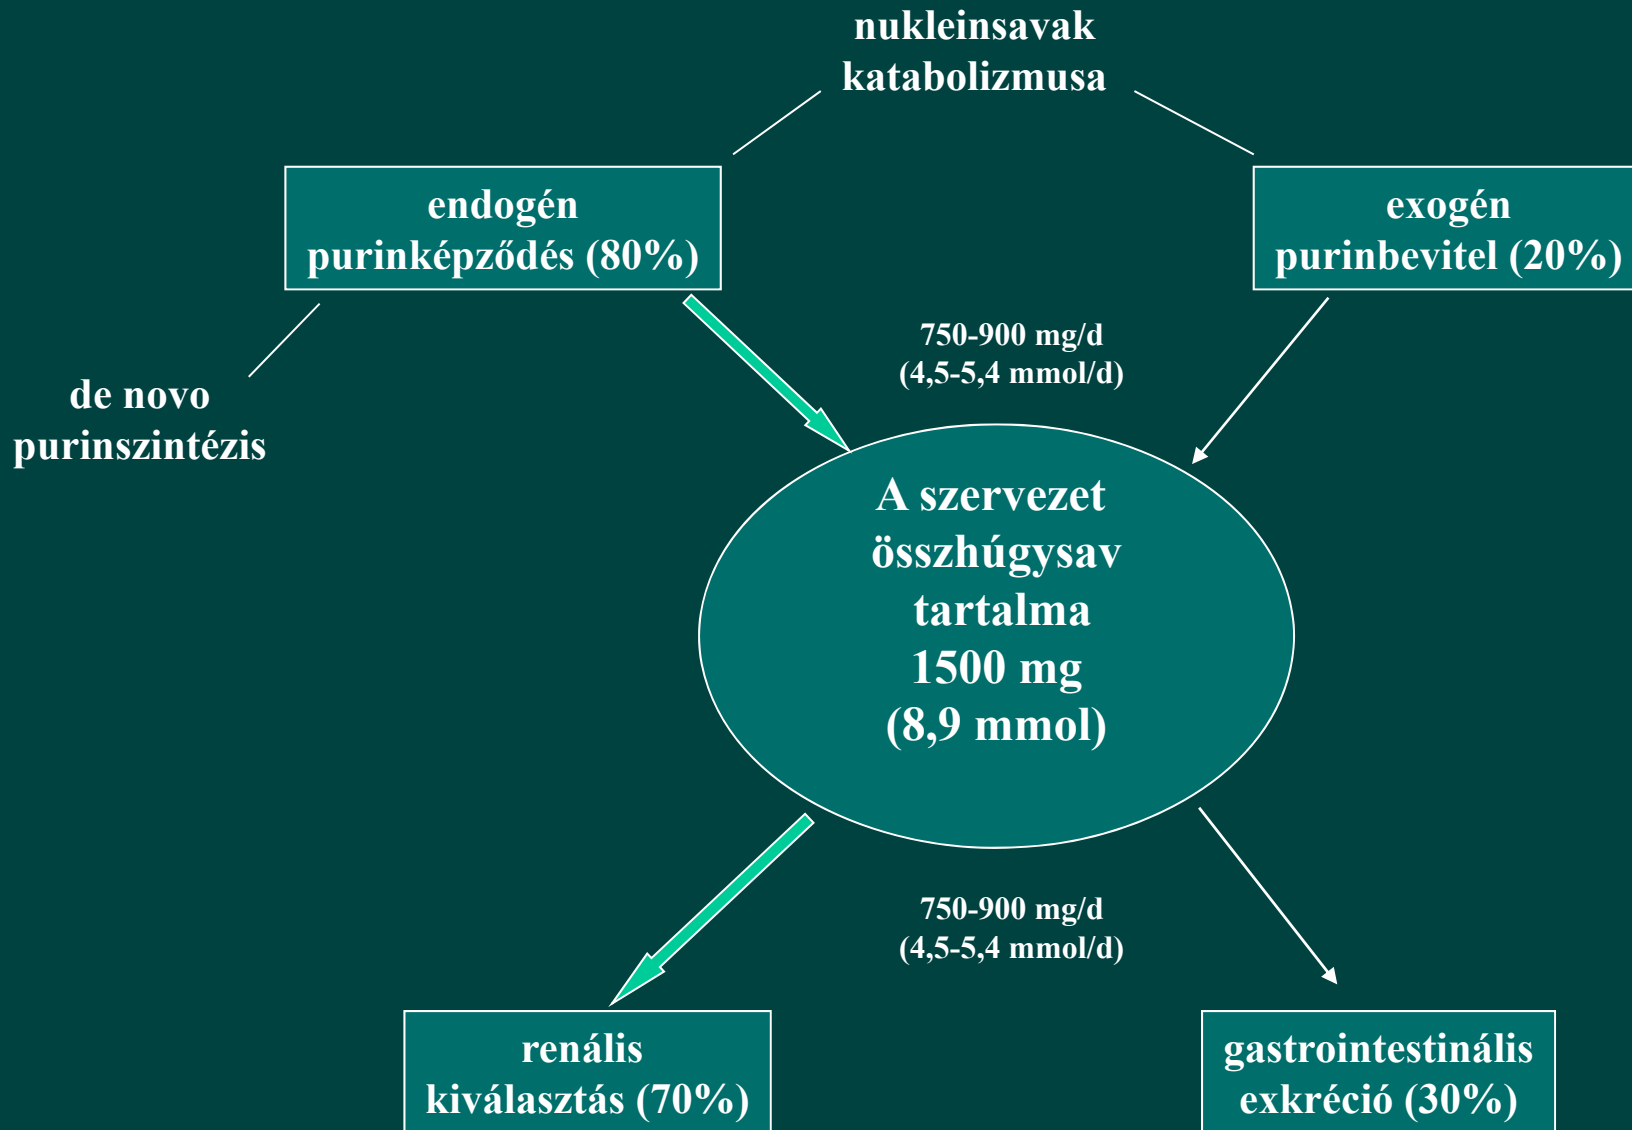 nukleinsavak
katabolizmusa
endogén
purinképződés (80%)
exogén
purinbevitel (20%)
750-900 mg/d
(4,5-5,4 mmol/d)
de novo
purinszintézis
A szervezet
összhúgysav
tartalma
1500 mg
(8,9 mmol)
750-900 mg/d
(4,5-5,4 mmol/d)
renális
kiválasztás (70%)
gastrointestinális
exkréció (30%)